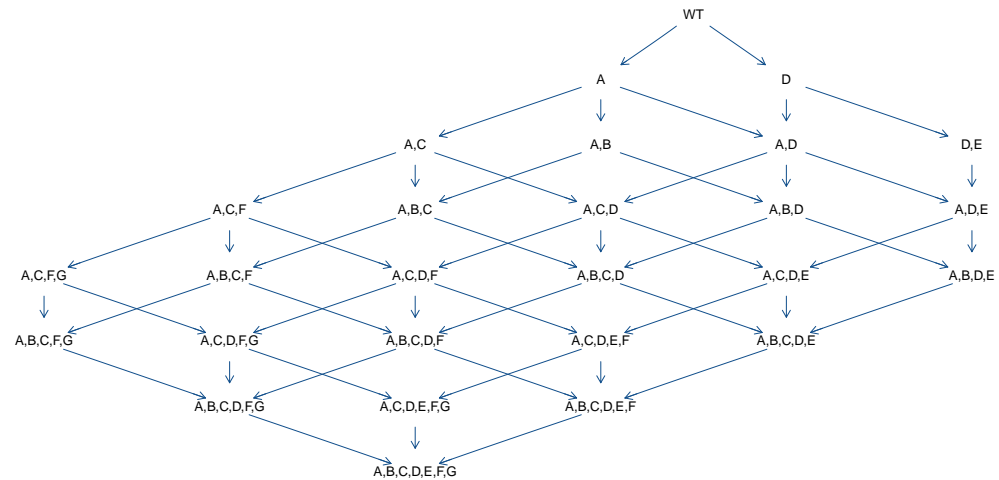 WT
A D
A,C A,B A,D D,E
A,C,F A,B,C A,C,D A,B,D A,D,E
A,C,F,G A,B,C,F A,C,D,F A,B,C,D A,C,D,E A,B,D,E
A,B,C,F,G A,C,D,F,G A,B,C,D,F A,C,D,E,F A,B,C,D,E
A,B,C,D,F,G A,C,D,E,F,G A,B,C,D,E,F
A,B,C,D,E,F,G